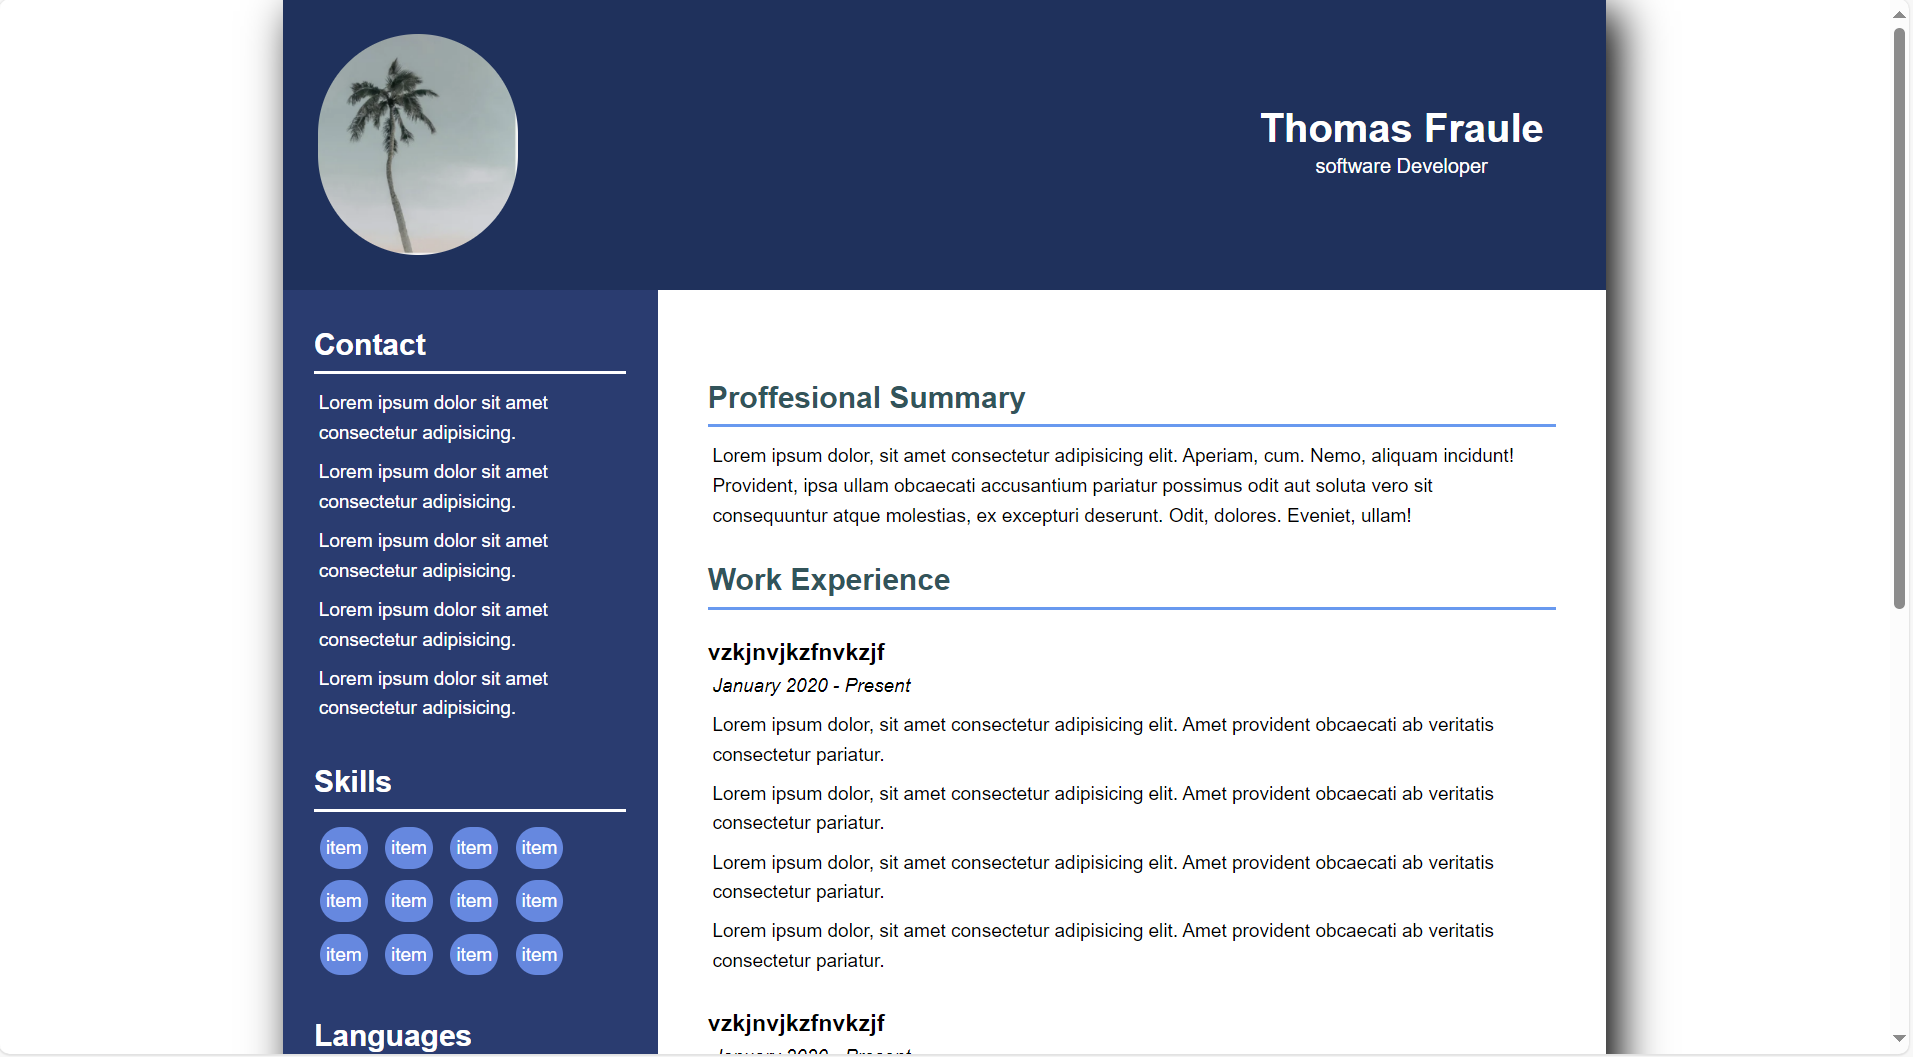 Thomas Fraule
software Developer
Contact
Lorem ipsum dolor sit amet
consectetur adipisicing.
Lorem ipsum dolor sit amet
consectetur adipisicing.
Lorem ipsum dolor sit amet
consectetur adipisicing.
Lorem ipsum dolor sit amet
consectetur adipisicing.
Lorem ipsum dolor sit amet
consectetur adipisicing.
Skills
item item item item
item item item item
item item item item
Languages
Proffesional Summary
Lorem ipsum dolor, sit amet consectetur adipisicing elit. Aperiam, cum. Nemo, aliquam incidunt!
Provident, ipsa ullam obcaecati accusantium pariatur possimus odit aut soluta vero sit
consequuntur atque molestias, ex excepturi deserunt. Odit, dolores. Eveniet, ullam!
Work Experience
vzkjnvjkzfnvkzjf
January 2020 - Present
Lorem ipsum dolor, sit amet consectetur adipisicing elit. Amet provident obcaecati ab veritatis
consectetur pariatur.
Lorem ipsum dolor, sit amet consectetur adipisicing elit. Amet provident obcaecati ab veritatis
consectetur pariatur.
Lorem ipsum dolor, sit amet consectetur adipisicing elit. Amet provident obcaecati ab veritatis
consectetur pariatur.
Lorem ipsum dolor, sit amet consectetur adipisicing elit. Amet provident obcaecati ab veritatis
consectetur pariatur.
vzkjnvjkzfnvkzjf
January 2020 - Present